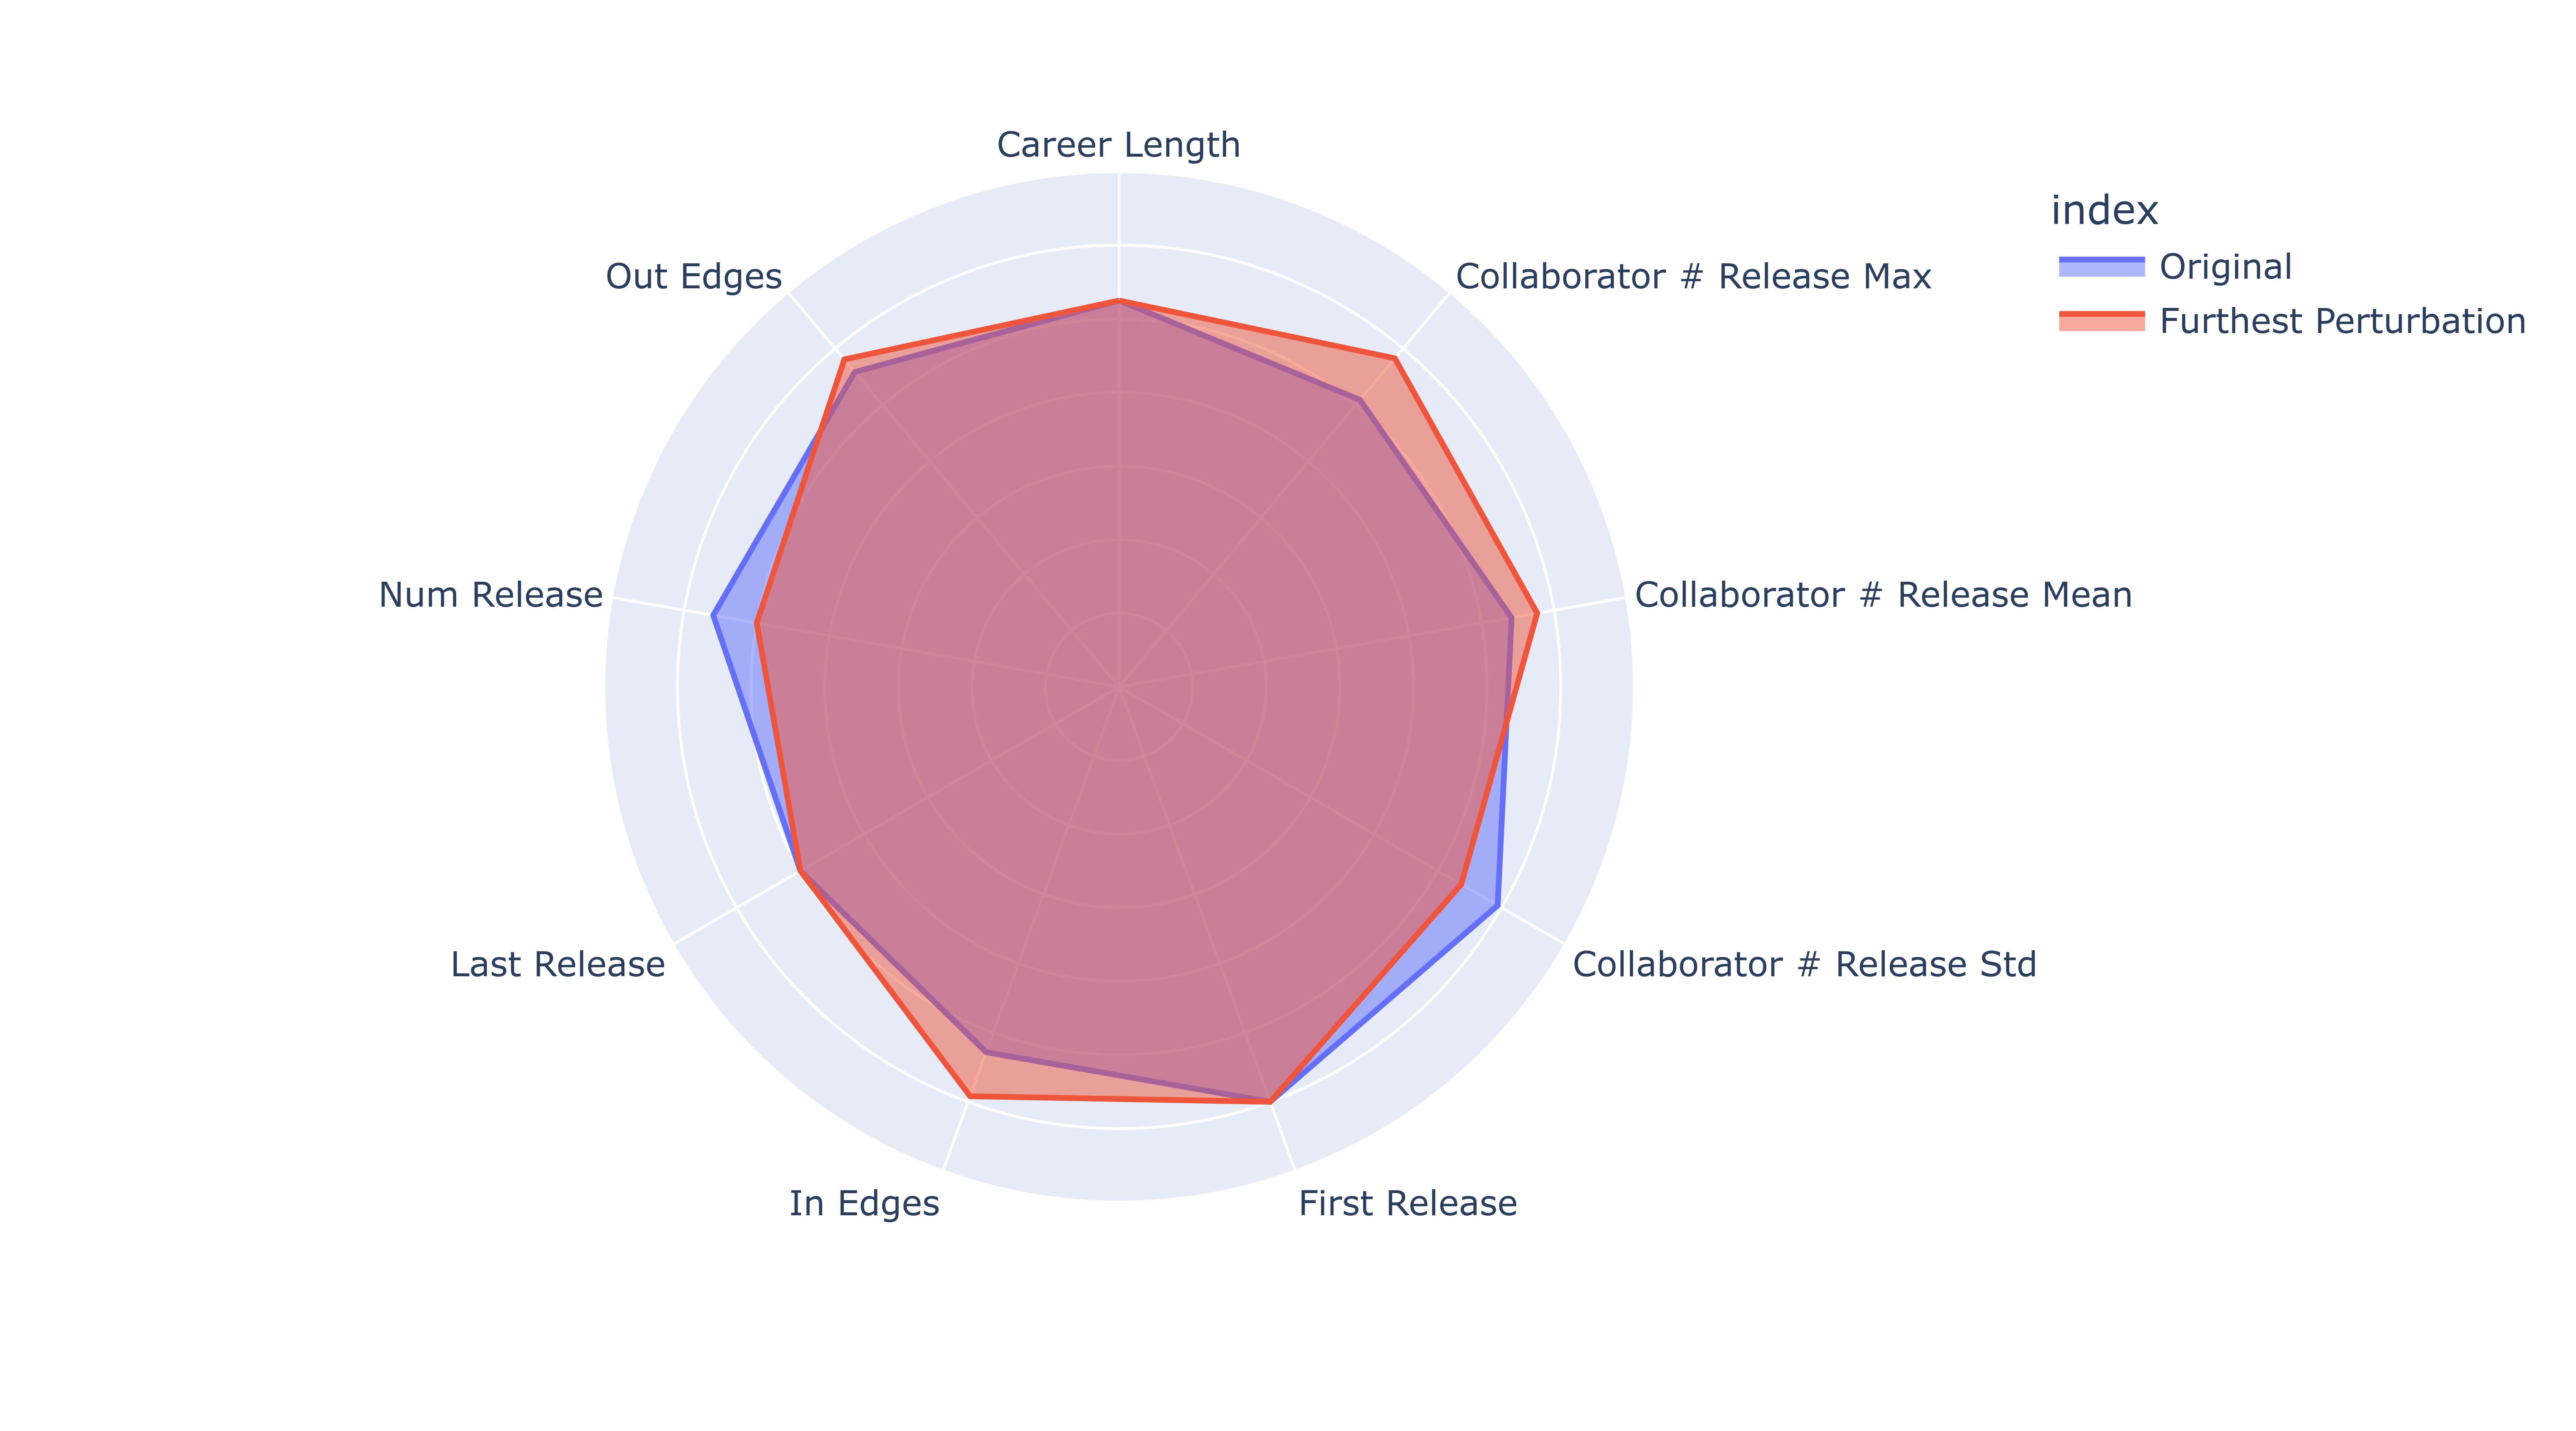 Career Length
Out Edges
Collaborator # Release Max
Num Release
Collaborator # Release Mean
Last Release
Collaborator # Release Std
In Edges
First Release
index
Original
Furthest Perturbation